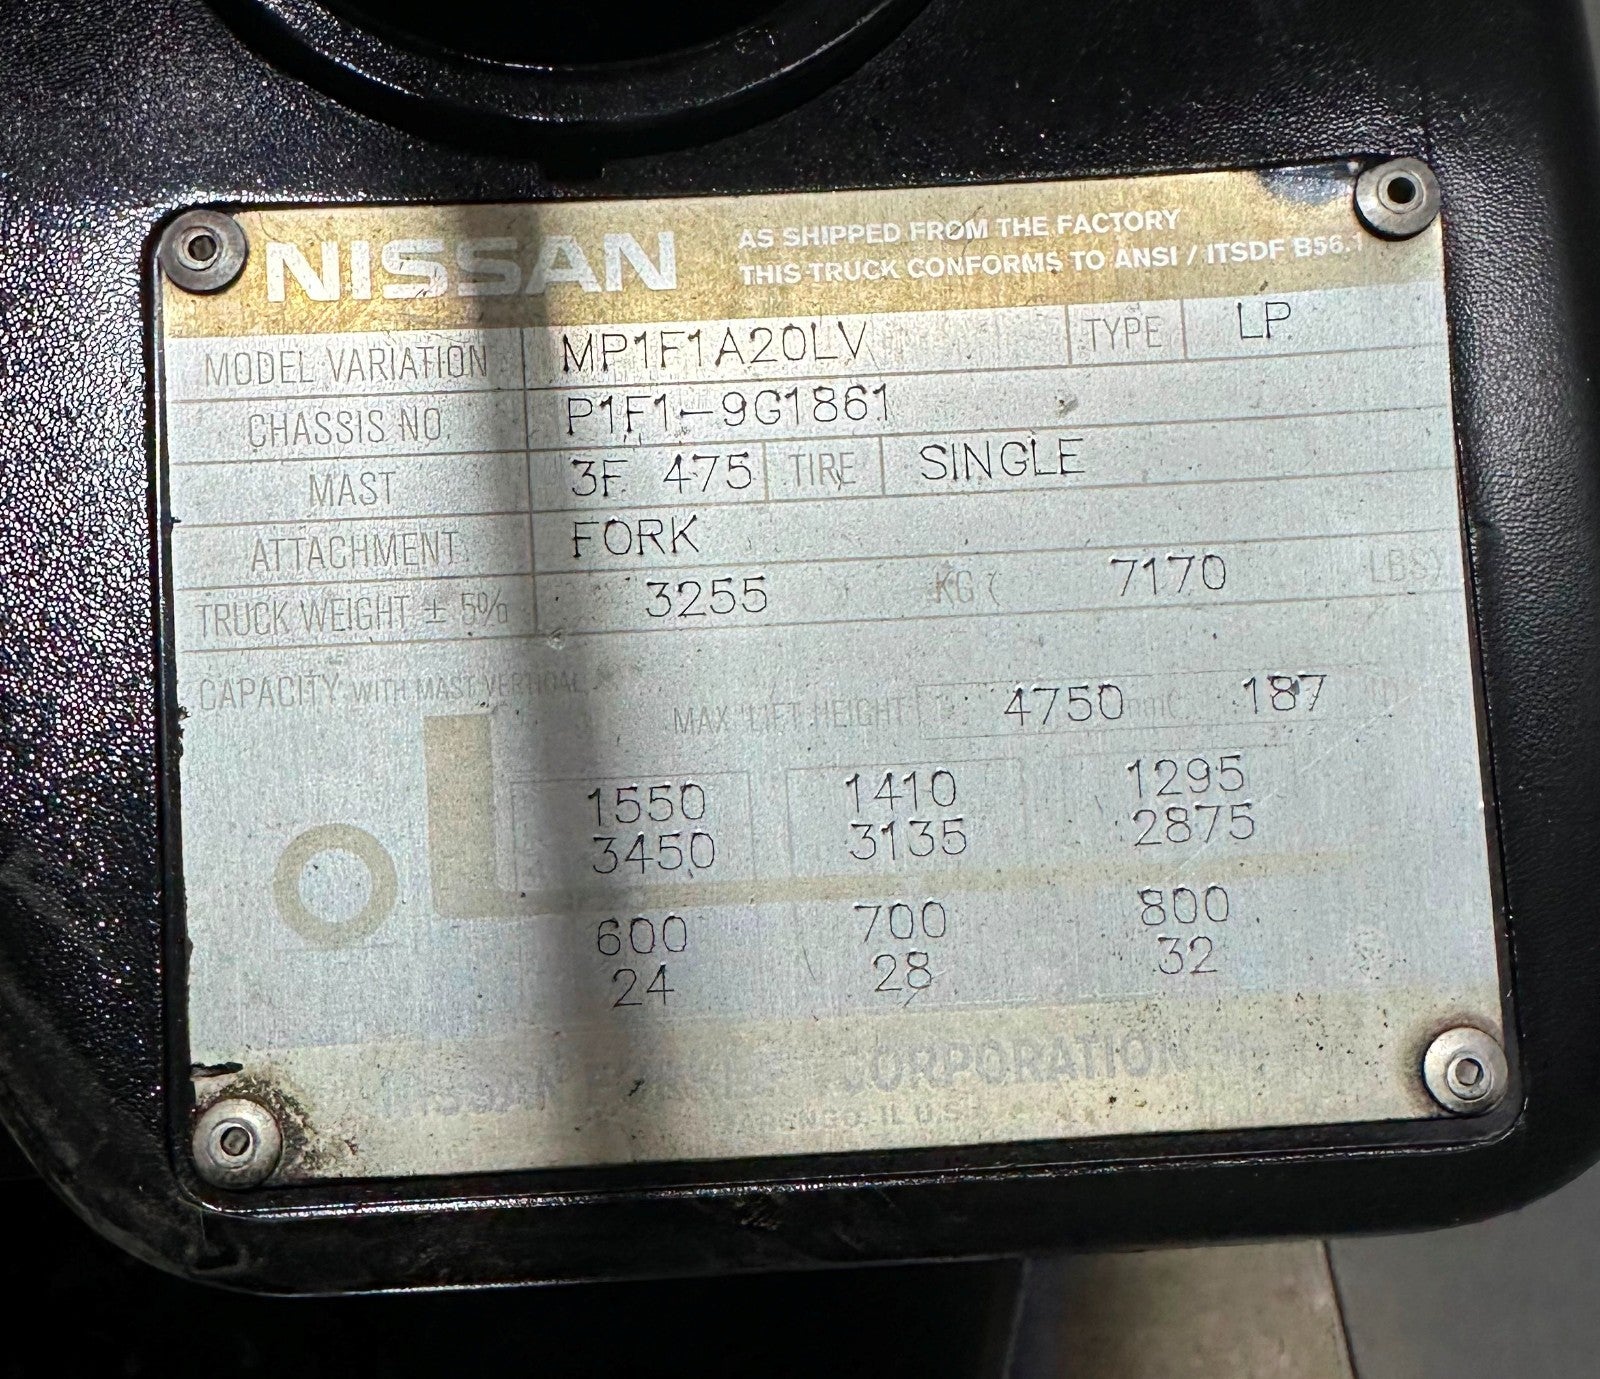 NISSAN
AS SHIPPED FROM THE FACTORY
THIS TRUCK CONFORMS TO ANSI / ITSDF B56.1
MODEL VARIATION MP1F1A20LV TYPE LP
CHASSIS NO. P1F1-9G1861
MAST 3F 475 TIRE SINGLE
ATTACHMENT FORK
TRUCK WEIGHT ± 5% 3255 KG ( 7170 LBS)
CAPACITY WITH MAST VERTICAL
MAX LIFT HEIGHT 4750 187
1550 1410 1295
3450 3135 2875
600 700 800
24 28 32
NISSAN CORPORATION
IL U.S.